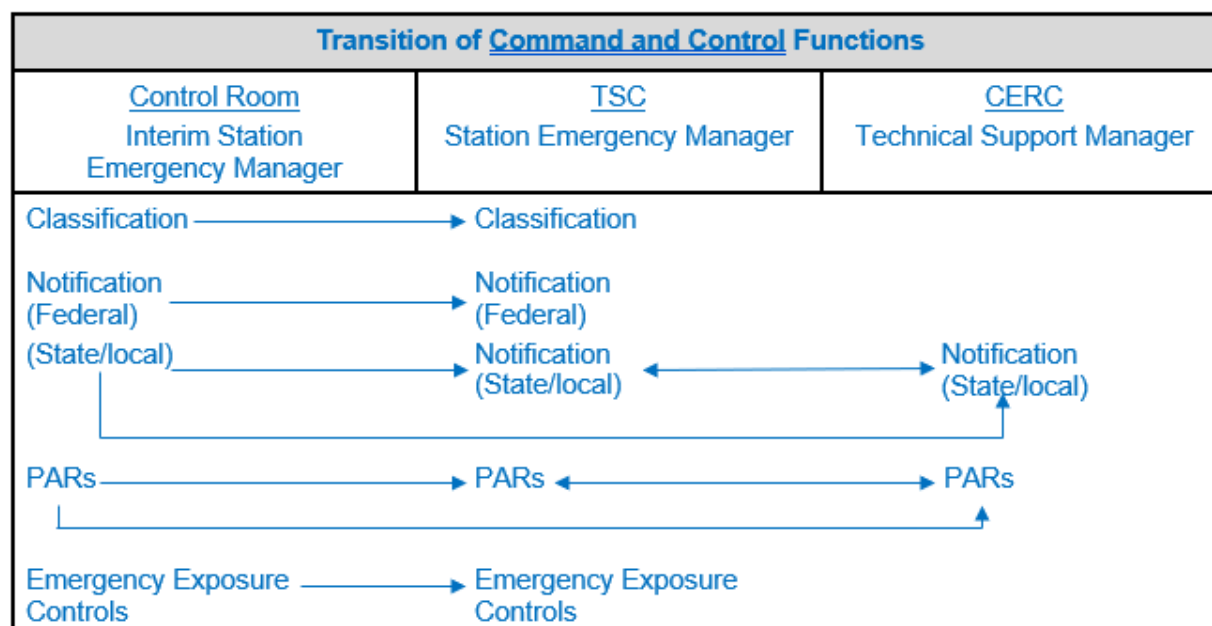 Transition of Command and Control Functions
Control Room
Interim Station
Emergency Manager
TSC
Station Emergency Manager
CERC
Technical Support Manager
Classification
Classification
Notification
(Federal)
Notification
(Federal)
(State/local)
Notification
(State/local)
Notification
(State/local)
PARs
PARs
PARs
Emergency Exposure
Controls
Emergency Exposure
Controls